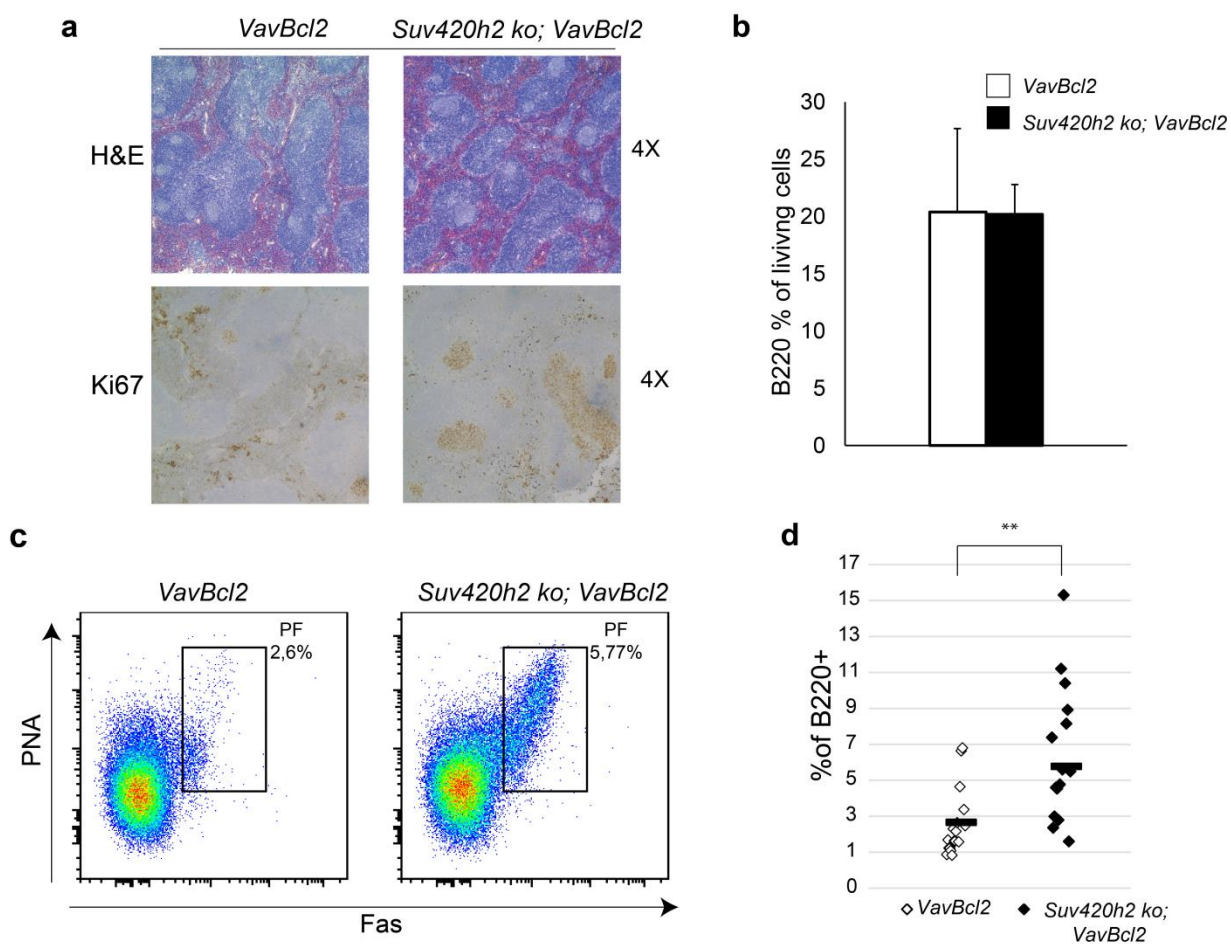 a
VavBcl2
Suv420h2 ko; VavBcl2
H&E
4X
Ki67
4X
b
VavBcl2
Suv420h2 ko; VavBcl2
B220 % of livivng cells
30
25
20
15
10
5
0
c
VavBcl2
Suv420h2 ko; VavBcl2
PF
2,6%
PF
5,77%
PNA
Fas
d
**
%of B220+
17
15
13
11
9
7
5
3
1
0
VavBcl2
Suv420h2 ko;
VavBcl2